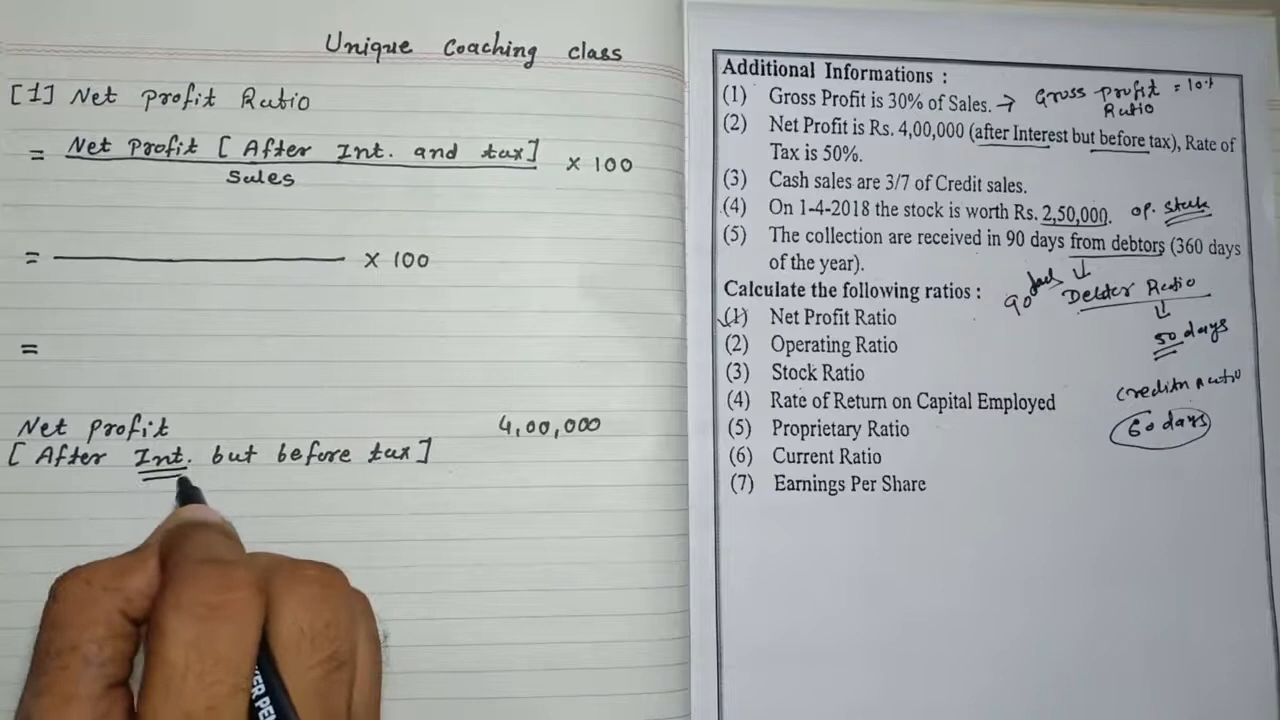 Unique Coaching class
[1] Net Profit Ratio
= Net Profit [ After Int. and tax] × 100
Sales
= × 100
=
Net Profit 4,00,000
[ After Int. but before tax]
Additional Informations :
(1) Gross Profit is 30% of Sales. → Gross Profit = 10%
Ratio
(2) Net Profit is Rs. 4,00,000 (after Interest but before tax), Rate of
Tax is 50%.
(3) Cash sales are 3/7 of Credit sales.
(4) On 1-4-2018 the stock is worth Rs. 2,50,000. op. stock
(5) The collection are received in 90 days from debtors (360 days
of the year).
90 Debtor Ratio
50 days
Calculate the following ratios :
(1) Net Profit Ratio
(2) Operating Ratio
(3) Stock Ratio
(4) Rate of Return on Capital Employed
(5) Proprietary Ratio
(6) Current Ratio
(7) Earnings Per Share
60 days